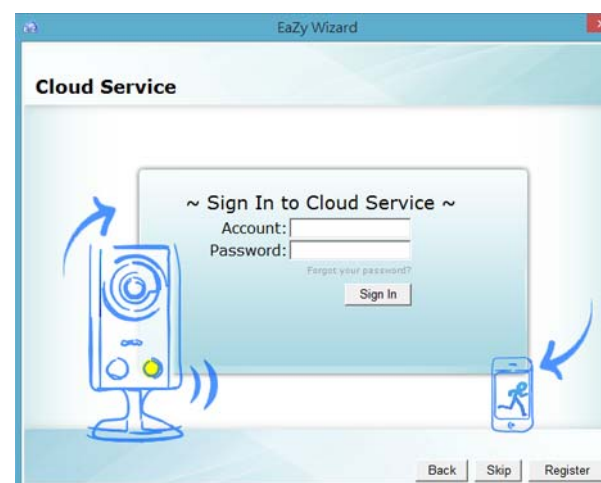 EaZy Wizard
x
Cloud Service
~ Sign In to Cloud Service ~
Account:
Password:
Forgot your password?
Sign In
Back Skip Register